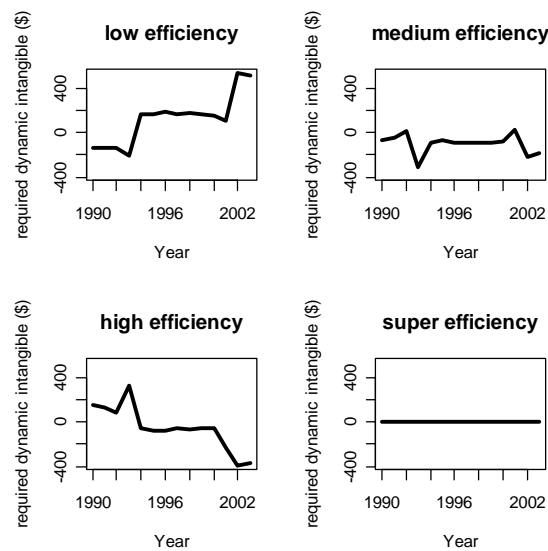 low efficiency
required dynamic intangible ($)
400
0
-400
1990
1996
2002
Year
medium efficiency
required dynamic intangible ($)
400
0
-400
1990
1996
2002
Year
high efficiency
required dynamic intangible ($)
400
0
-400
1990
1996
2002
Year
super efficiency
required dynamic intangible ($)
400
0
-400
1990
1996
2002
Year